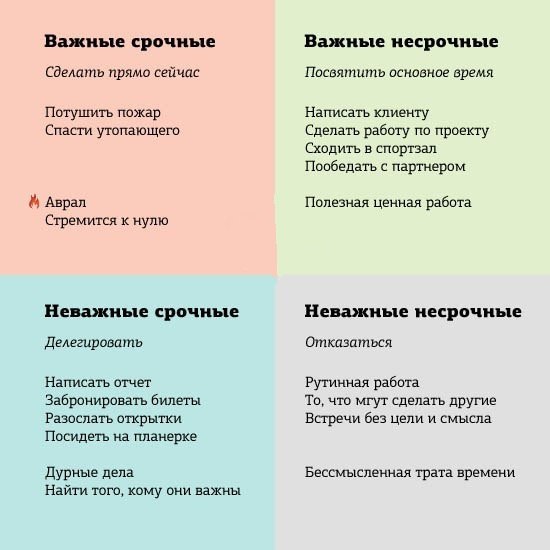 Важные срочные
Сделать прямо сейчас
Потушить пожар
Спасти утопающего
Аврал
Стремится к нулю
Важные несрочные
Посвятить основное время
Написать клиенту
Сделать работу по проекту
Сходить в спортзал
Пообедать с партнером
Полезная ценная работа
Неважные срочные
Делегировать
Написать отчет
Забронировать билеты
Разослать открытки
Посидеть на планерке
Дурные дела
Найти того, кому они важны
Неважные несрочные
Отказаться
Рутинная работа
То, что мгут сделать другие
Встречи без цели и смысла
Бессмысленная трата времени